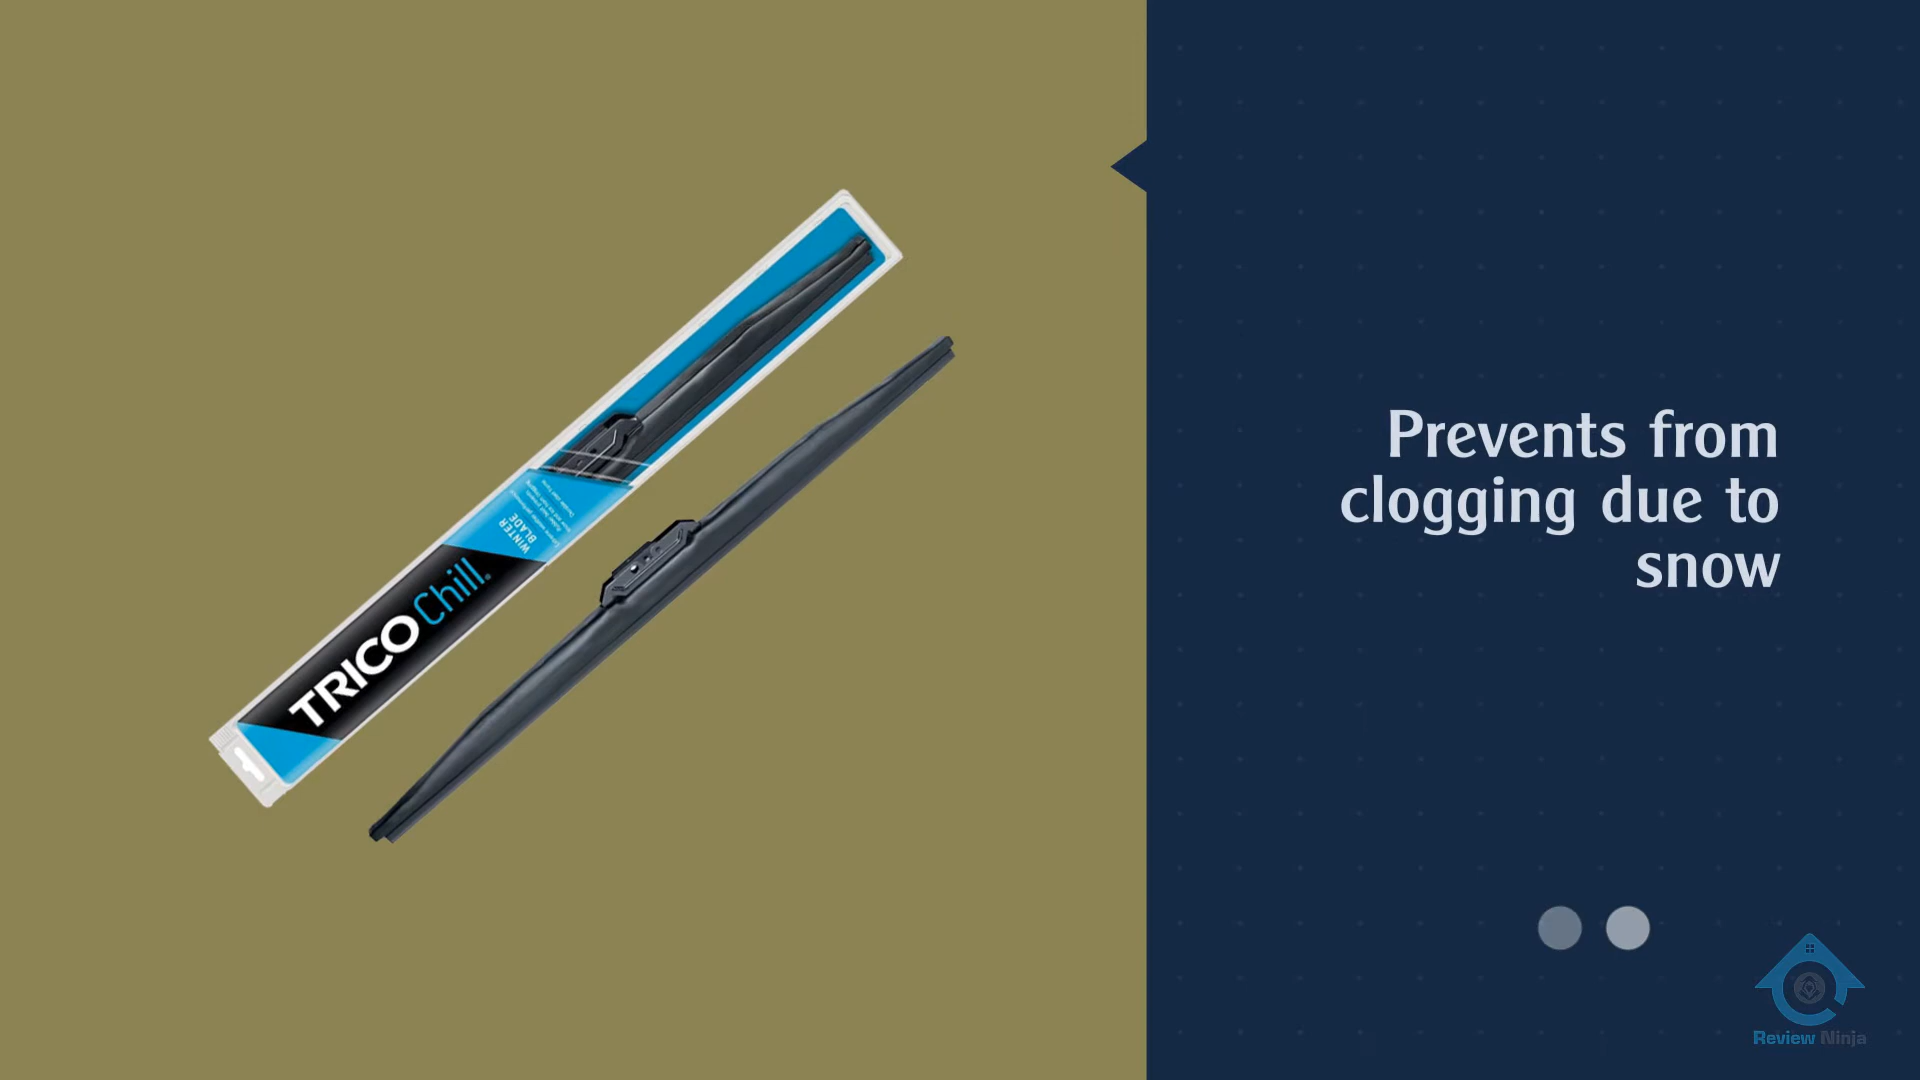 TRICO Chill
WINTER
BLADE
Prevents from
clogging due to
snow
Review Ninja